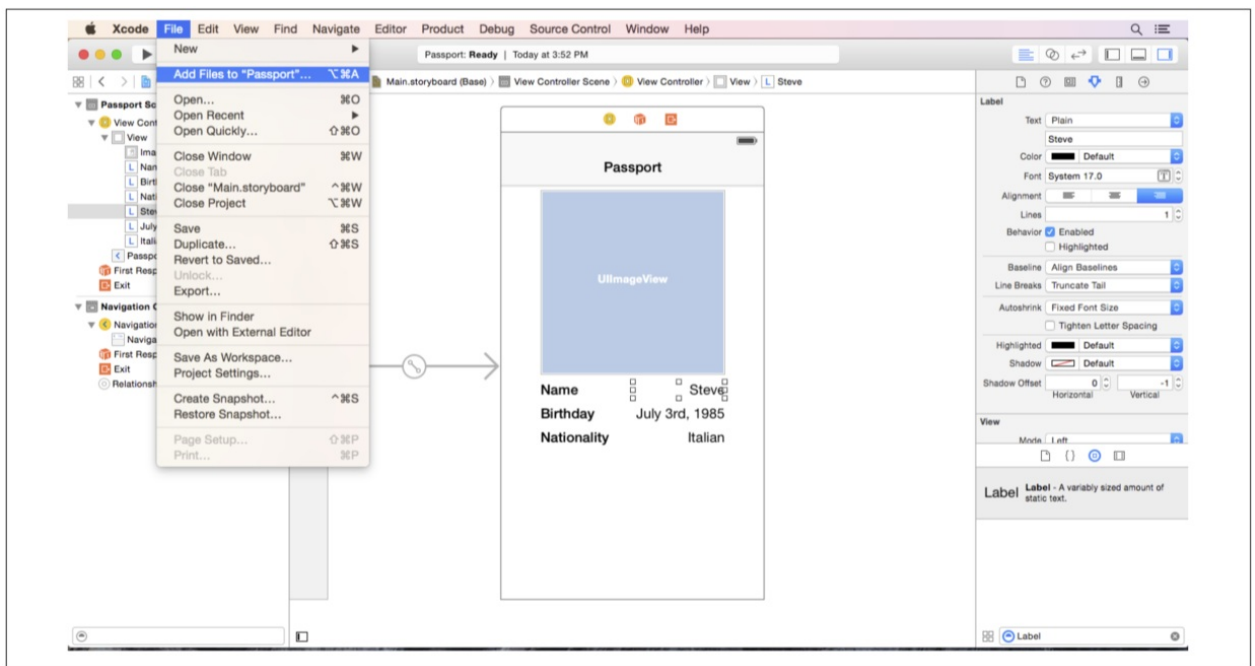 Xcode File Edit View Find Navigate Editor Product Debug Source Control Window Help
Passport: Ready | Today at 3:52 PM
Main.storyboard (Base) View Controller Scene View Controller View L Steve
New
Add Files to "Passport"... ⌥⌘A
Open... ⌘O
Open Recent
Open Quickly... ⇧⌘O
Close Window ⌘W
Close Tab
Close "Main.storyboard" ^⌘W
Close Project ⌥⌘W
Save ⌘S
Duplicate... ⇧⌘S
Revert to Saved...
Unlock...
Export...
Show in Finder
Open with External Editor
Save As Workspace...
Project Settings...
Create Snapshot... ^⌘S
Restore Snapshot...
Page Setup... ⇧⌘P
Print... ⌘P
Passport Sc
View Cont
View
Ima
L Nan
L Birt
L Nati
L Stev
L July
L Itali
Passpo
First Resp
Exit
Navigation C
Navigation
Naviga
First Resp
Exit
Relationsh
Passport
UIImageView
Name Steve
Birthday July 3rd, 1985
Nationality Italian
Label
Text Plain
Steve
Color Default
Font System 17.0
Alignment
Lines 1
Behavior Enabled
Highlighted
Baseline Align Baselines
Line Breaks Truncate Tail
Autoshrink Fixed Font Size
Tighten Letter Spacing
Highlighted Default
Shadow Default
Shadow Offset 0 -1
Horizontal Vertical
View
Mode Left
Label Label - A variably sized amount of
static text.
Label